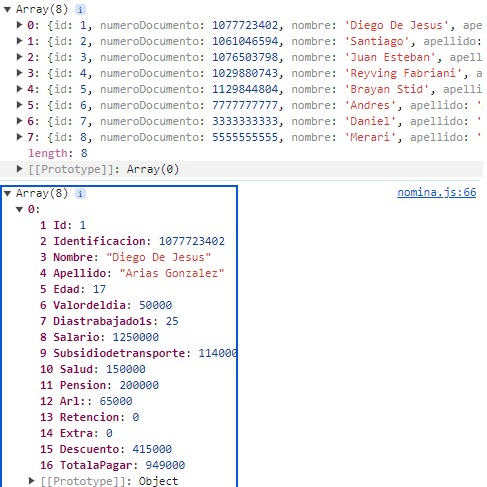 Array(8) i
0: {id: 1, numeroDocumento: 1077723402, nombre: 'Diego De Jesus', apellido:
1: {id: 2, numeroDocumento: 1061046594, nombre: 'Santiago', apellido: '
2: {id: 3, numeroDocumento: 1076503798, nombre: 'Juan Esteban', apellid
3: {id: 4, numeroDocumento: 1029880743, nombre: 'Reyving Fabriani', ape
4: {id: 5, numeroDocumento: 1129844804, nombre: 'Brayan Stid', apellido
5: {id: 6, numeroDocumento: 7777777777, nombre: 'Andres', apellido: '
6: {id: 7, numeroDocumento: 3333333333, nombre: 'Daniel', apellido: '
7: {id: 8, numeroDocumento: 5555555555, nombre: 'Merari', apellido: '
length: 8
[[Prototype]]: Array(0)
Array(8) i nomina.js:66
0:
1 Id: 1
2 Identificacion: 1077723402
3 Nombre: "Diego De Jesus"
4 Apellido: "Arias Gonzalez"
5 Edad: 17
6 Valordeldia: 50000
7 Diastrabajado1s: 25
8 Salario: 1250000
9 Subsidiodetransporte: 114000
10 Salud: 150000
11 Pension: 200000
12 Arl:: 65000
13 Retencion: 0
14 Extra: 0
15 Descuento: 415000
16 TotalaPagar: 949000
[[Prototype]]: Object